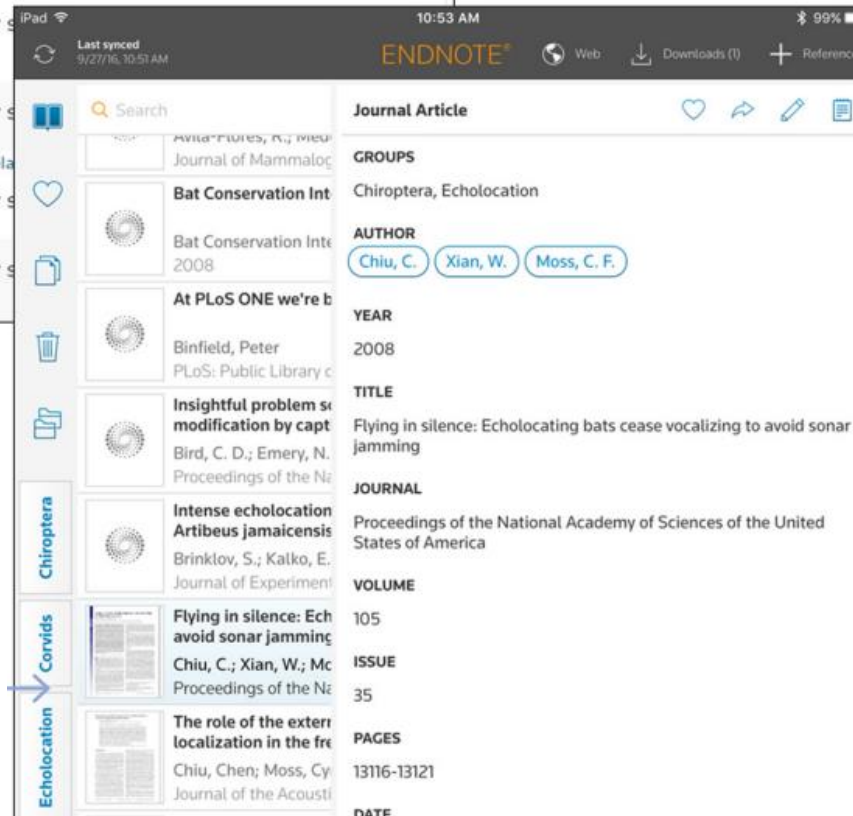 iPad
10:53 AM
99%
Last synced
9/27/16, 10:51 AM
ENDNOTE®
Web
Downloads (1)
Search
Journal of Mammalog
Bat Conservation Int
Bat Conservation Inte
2008
At PLoS ONE we're b
Binfield, Peter
PLoS: Public Library o
Insightful problem so
modification by capt
Bird, C. D.; Emery, N.
Proceedings of the Na
Intense echolocation
Artibeus jamaicensis
Brinklov, S.; Kalko, E.
Journal of Experiment
Flying in silence: Ech
avoid sonar jamming
Chiu, C.; Xian, W.; Mo
Proceedings of the Na
The role of the extern
localization in the fre
Chiu, Chen; Moss, Cy
Journal of the Acousti
Chiroptera
Corvids
Echolocation
Journal Article
GROUPS
Chiroptera, Echolocation
AUTHOR
Chiu, C. Xian, W. Moss, C. F.
YEAR
2008
TITLE
Flying in silence: Echolocating bats cease vocalizing to avoid sonar
jamming
JOURNAL
Proceedings of the National Academy of Sciences of the United
States of America
VOLUME
105
ISSUE
35
PAGES
13116-13121
DATE